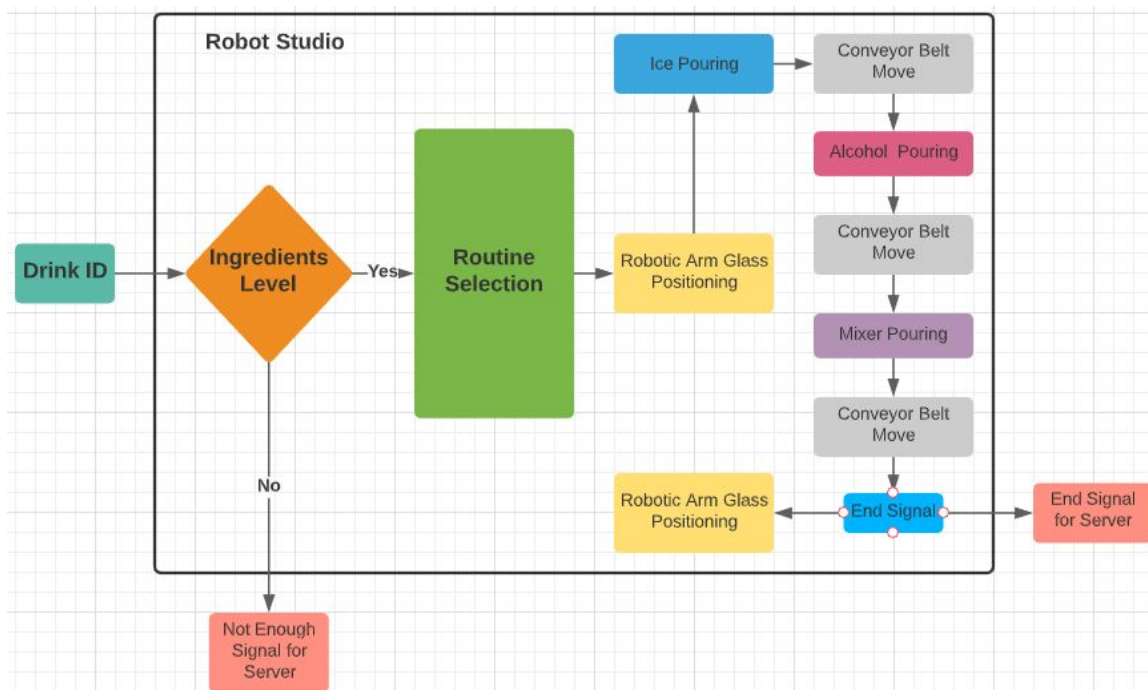 Robot Studio
Ice Pouring
Conveyor Belt
Move
Alcohol Pouring
Drink ID
Ingredients
Level
Yes
Routine
Selection
Robotic Arm Glass
Positioning
Conveyor Belt
Move
Mixer Pouring
Conveyor Belt
Move
No
Robotic Arm Glass
Positioning
End Signal
End Signal
for Server
Not Enough
Signal for
Server